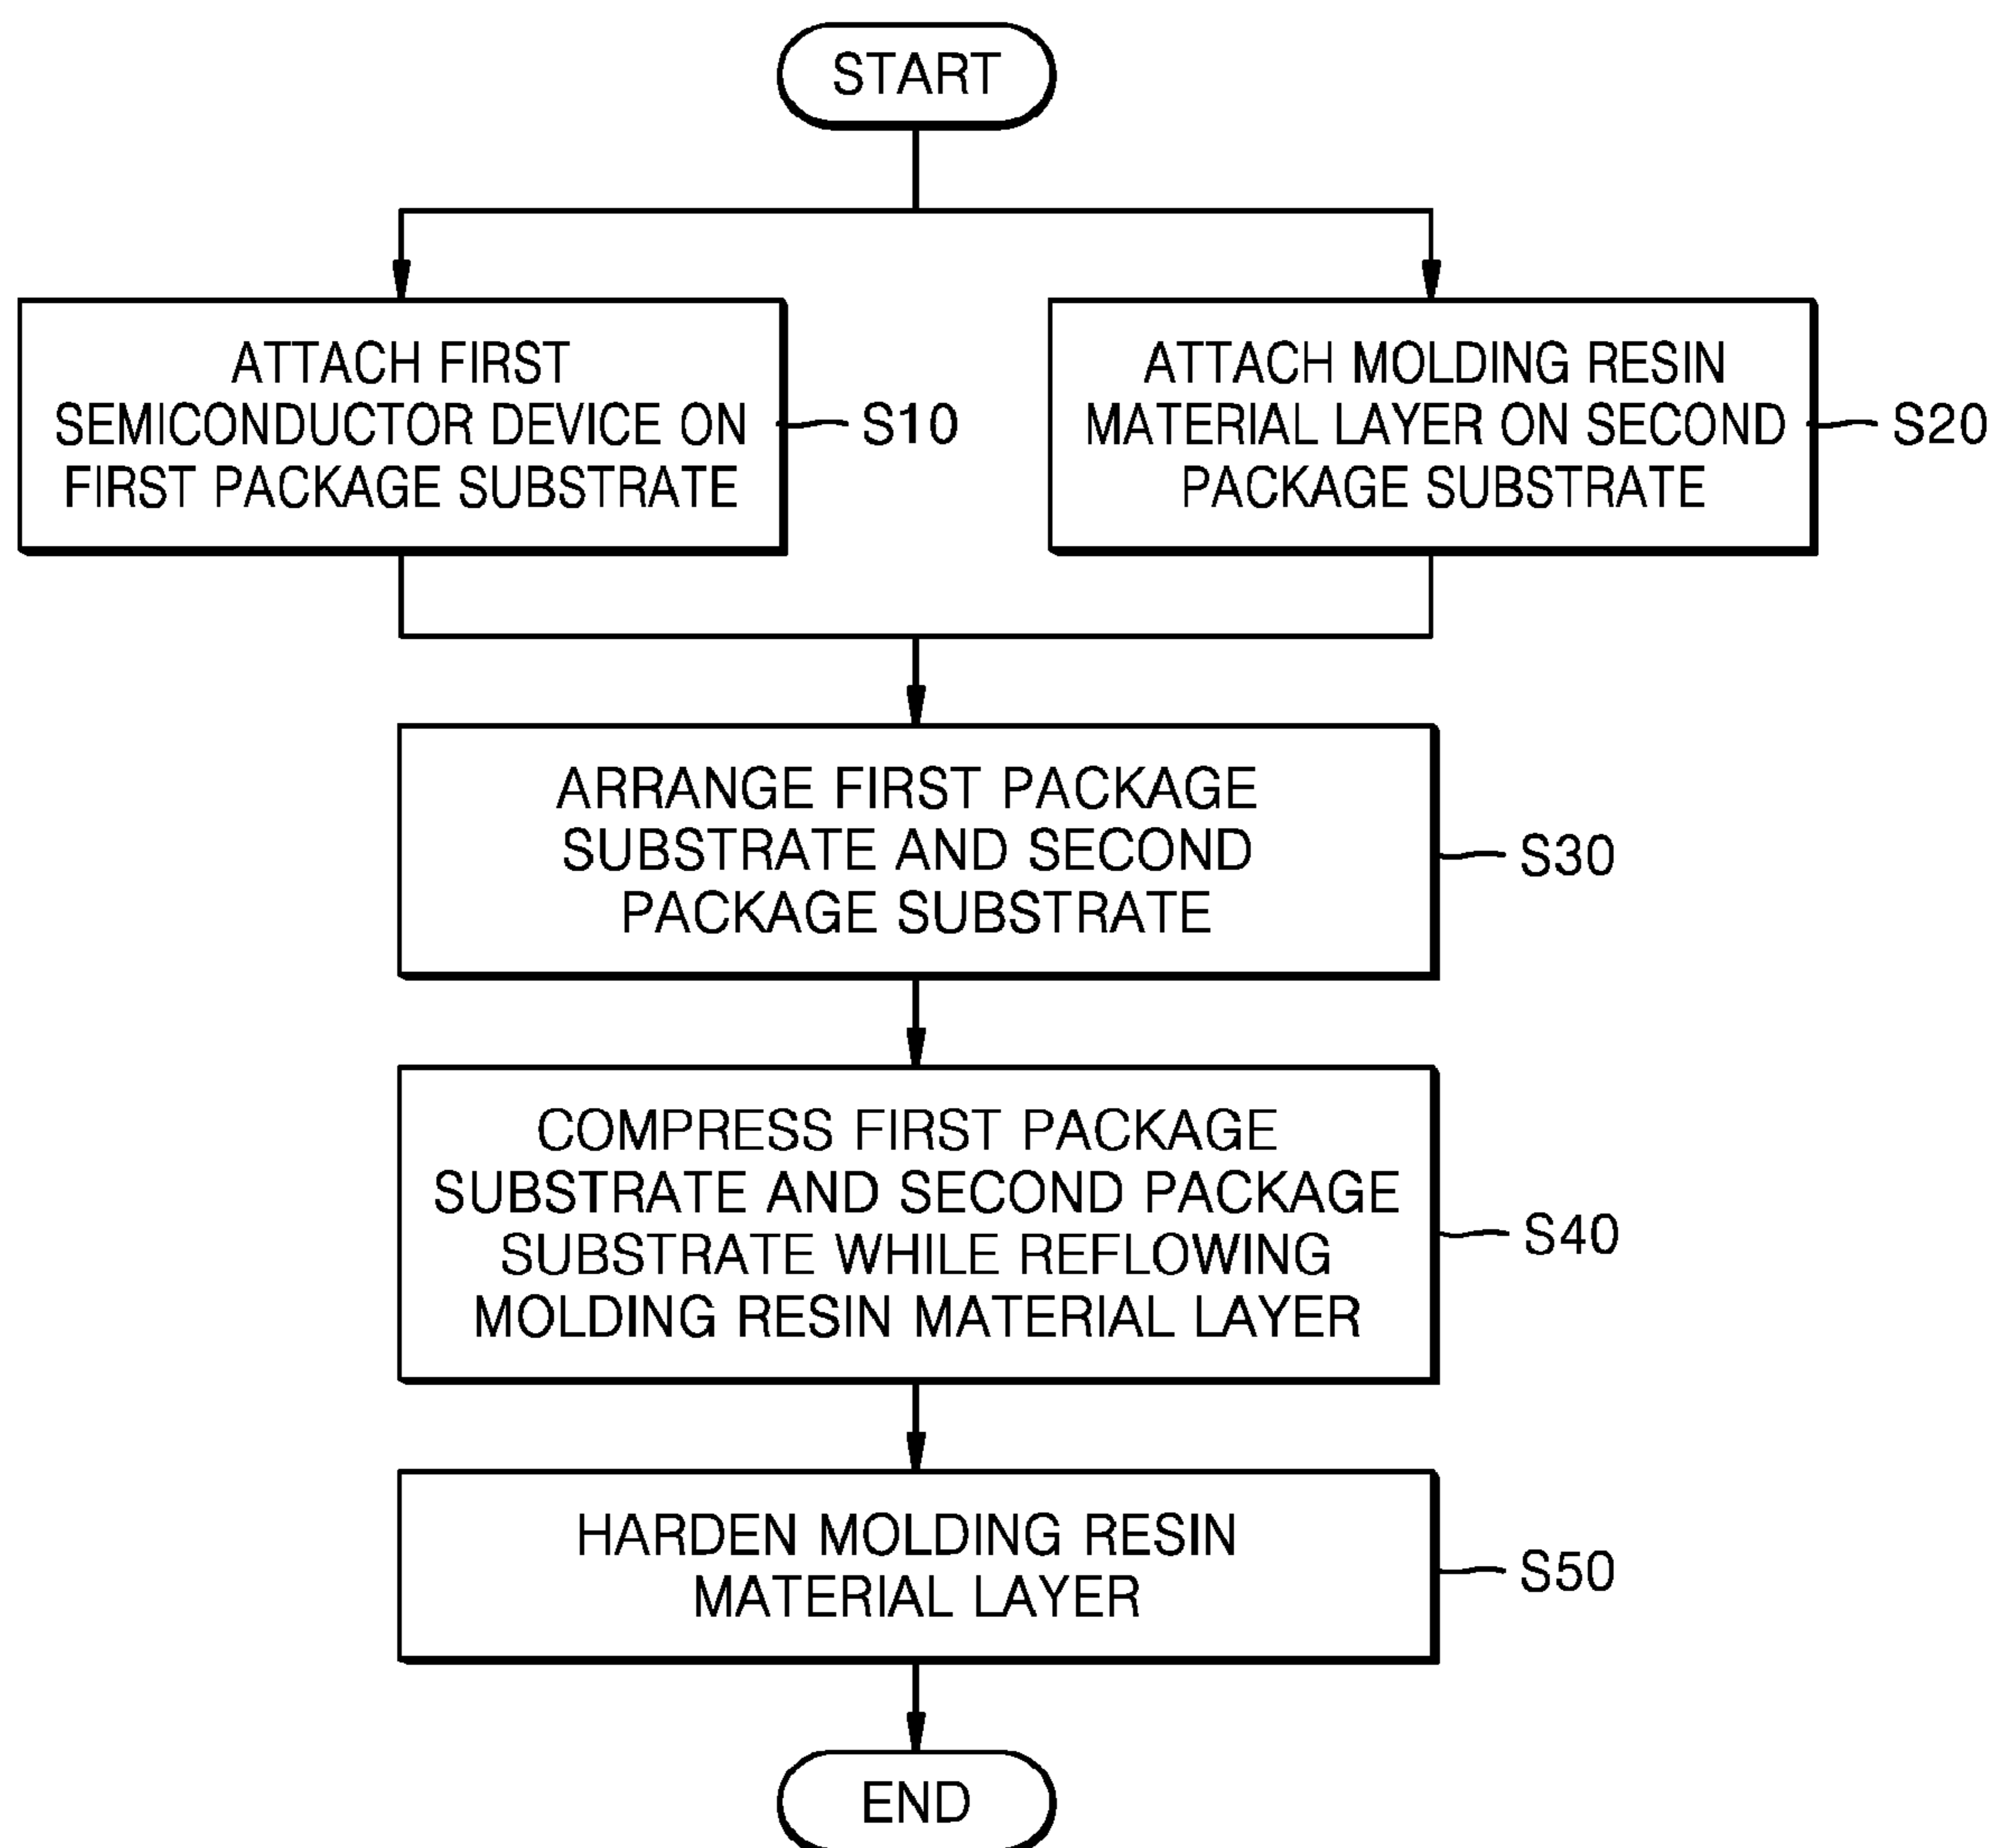 START
ATTACH FIRST
SEMICONDUCTOR DEVICE ON
FIRST PACKAGE SUBSTRATE
S10
ATTACH MOLDING RESIN
MATERIAL LAYER ON SECOND
PACKAGE SUBSTRATE
S20
ARRANGE FIRST PACKAGE
SUBSTRATE AND SECOND
PACKAGE SUBSTRATE
S30
COMPRESS FIRST PACKAGE
SUBSTRATE AND SECOND PACKAGE
SUBSTRATE WHILE REFLOWING
MOLDING RESIN MATERIAL LAYER
S40
HARDEN MOLDING RESIN
MATERIAL LAYER
S50
END